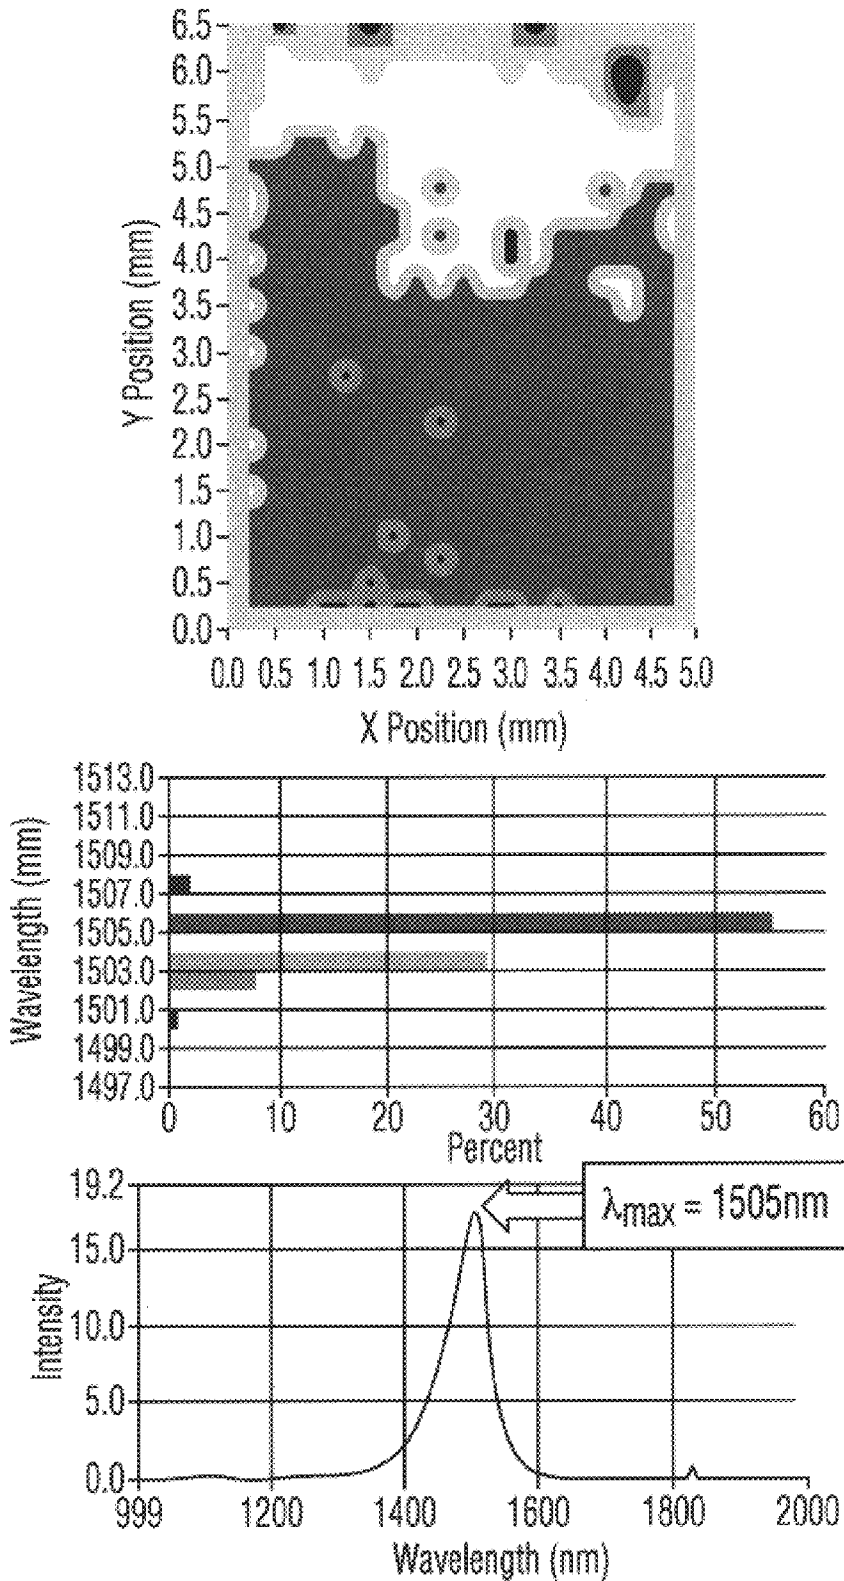 6.5
6.0
5.5
5.0
4.5
4.0
3.5
3.0
2.5
2.0
1.5
1.0
0.5
0.0
Y Position (mm)
0.0 0.5 1.0 1.5 2.0 2.5 3.0 3.5 4.0 4.5 5.0
X Position (mm)
1513.0
1511.0
1509.0
1507.0
1505.0
1503.0
1501.0
1499.0
1497.0
Wavelength (mm)
0 10 20 30 40 50 60
Percent
19.2
15.0
10.0
5.0
0.0
Intensity
λmax = 1505nm
999 1200 1400 1600 1800 2000
Wavelength (nm)